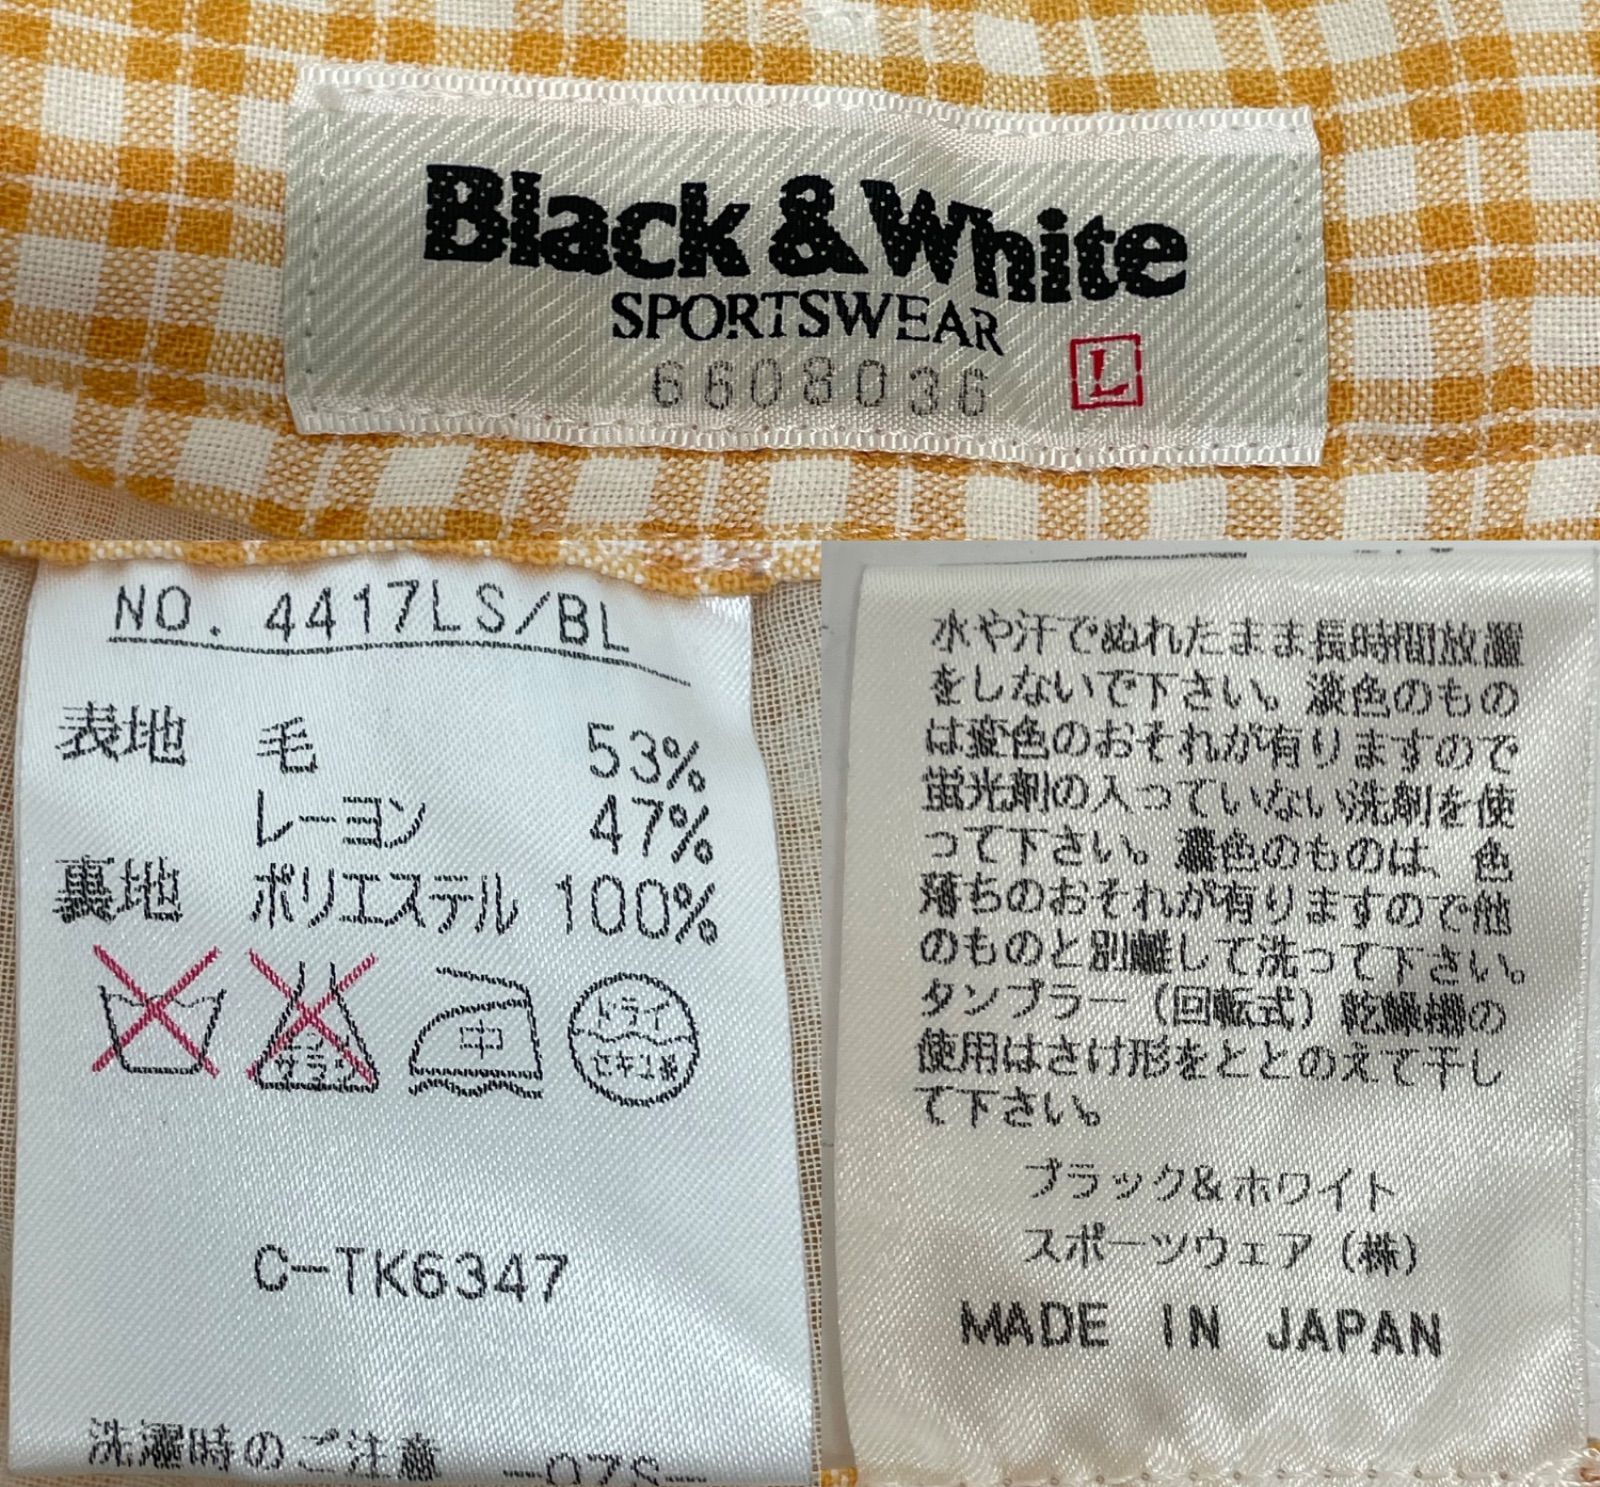 Black & White
SPORTSWEAR
6608036 L
NO. 4417LS/BL
表地 毛 53%
レーヨン 47%
裏地 ポリエステル 100%
エンソサラシ 中 ドライ セキユ系
C-TK6347
洗濯時のご注意
水や汗でぬれたまま長時間放置
をしないで下さい。淡色のもの
は変色のおそれが有りますので
蛍光剤の入っていない洗剤を使
って下さい。濃色のものは、色
落ちのおそれが有りますので他
のものと別離して洗って下さい。
タンブラー(回転式)乾燥機の
使用はさけ形をととのえて干し
て下さい。
ブラック&ホワイト
スポーツウェア(株)
MADE IN JAPAN